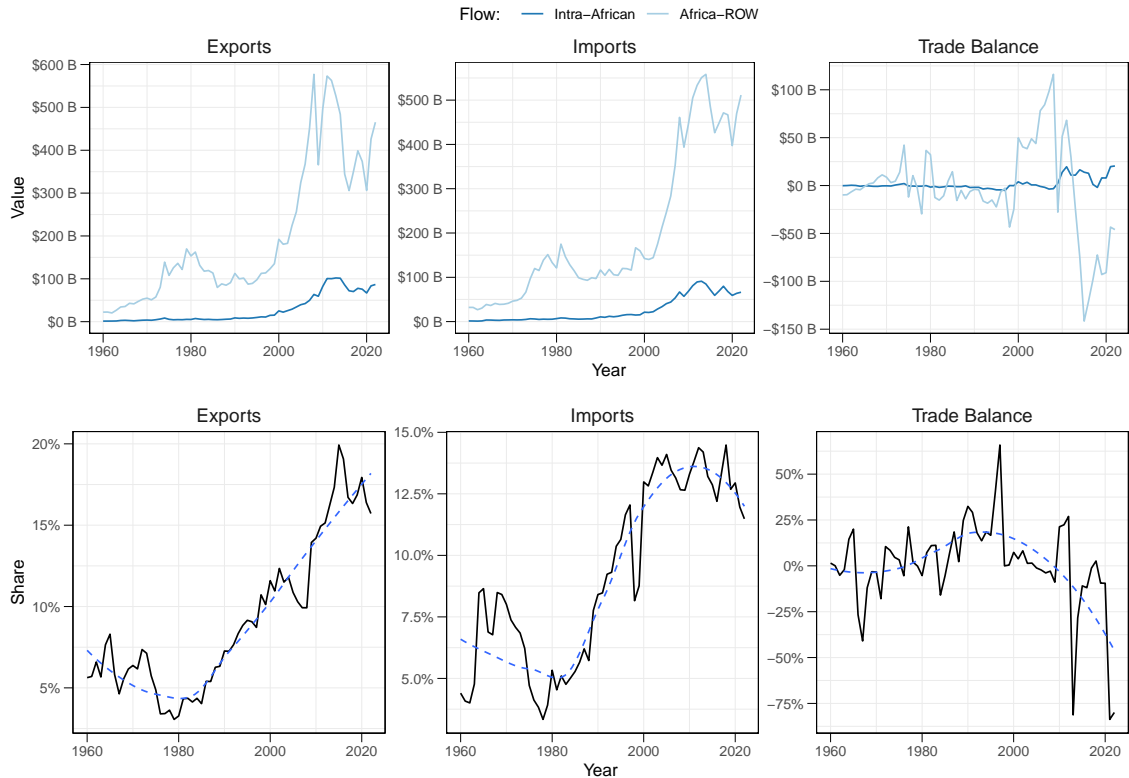 Flow: Intra−African Africa−ROW
Exports Imports Trade Balance
Value
$600 B
$500 B
$400 B
$300 B
$200 B
$100 B
$0 B
1960 1980 2000 2020
$500 B
$400 B
$300 B
$200 B
$100 B
$0 B
1960 1980 2000 2020
$100 B
$50 B
$0 B
−$50 B
−$100 B
−$150 B
1960 1980 2000 2020
Year
Exports Imports Trade Balance
Share
20%
15%
10%
5%
1960 1980 2000 2020
15.0%
12.5%
10.0%
7.5%
5.0%
1960 1980 2000 2020
50%
25%
0%
−25%
−50%
−75%
1960 1980 2000 2020
Year